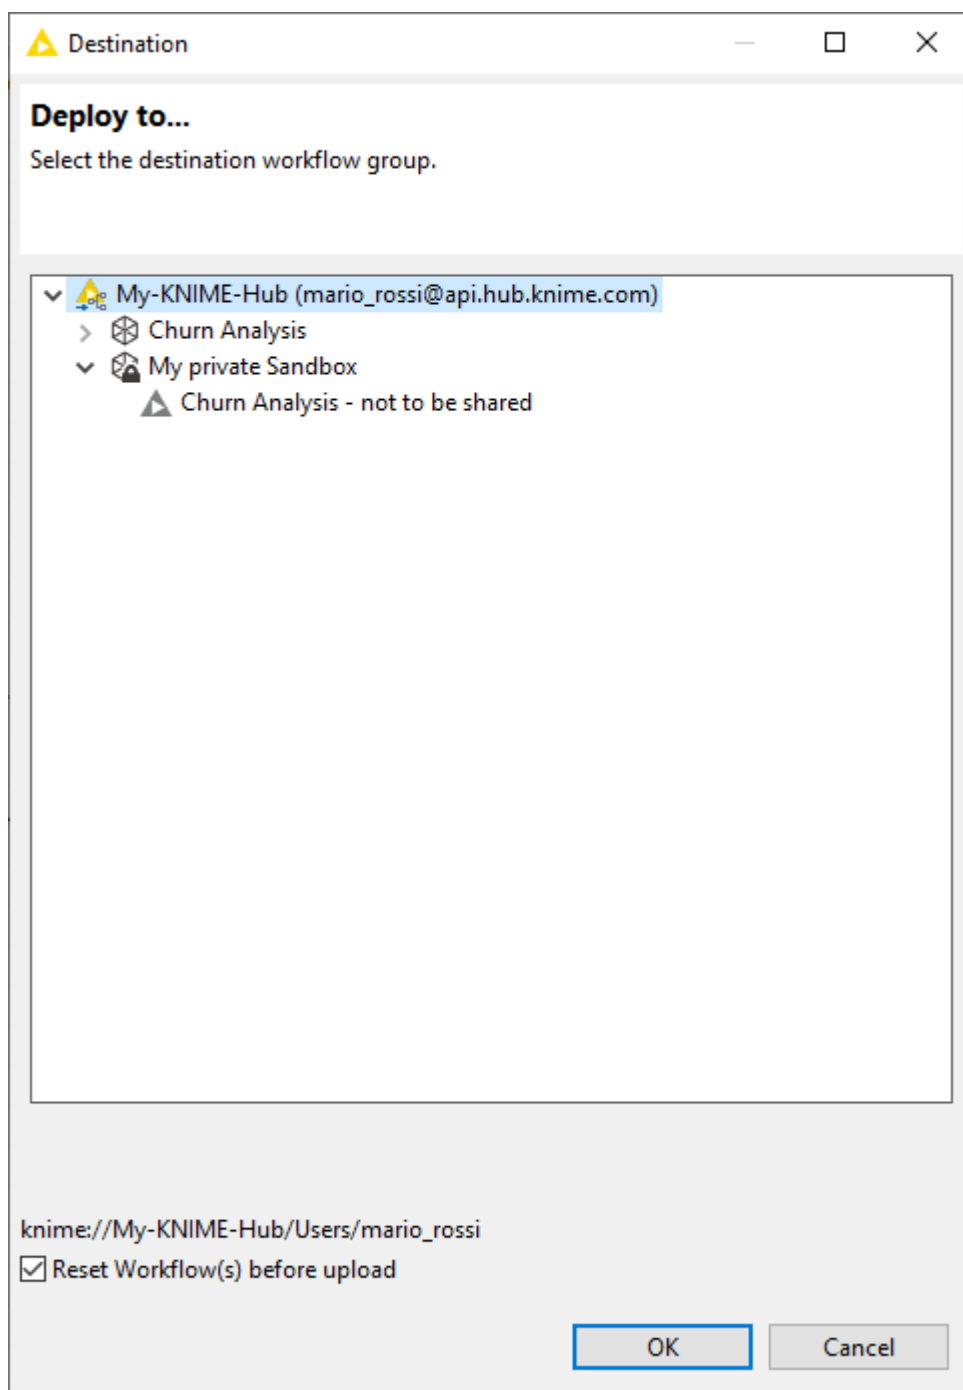 Destination
Deploy to...
Select the destination workflow group.
My-KNIME-Hub (mario_rossi@api.hub.knime.com)
Churn Analysis
My private Sandbox
Churn Analysis - not to be shared
knime://My-KNIME-Hub/Users/mario_rossi
Reset Workflow(s) before upload
OK Cancel